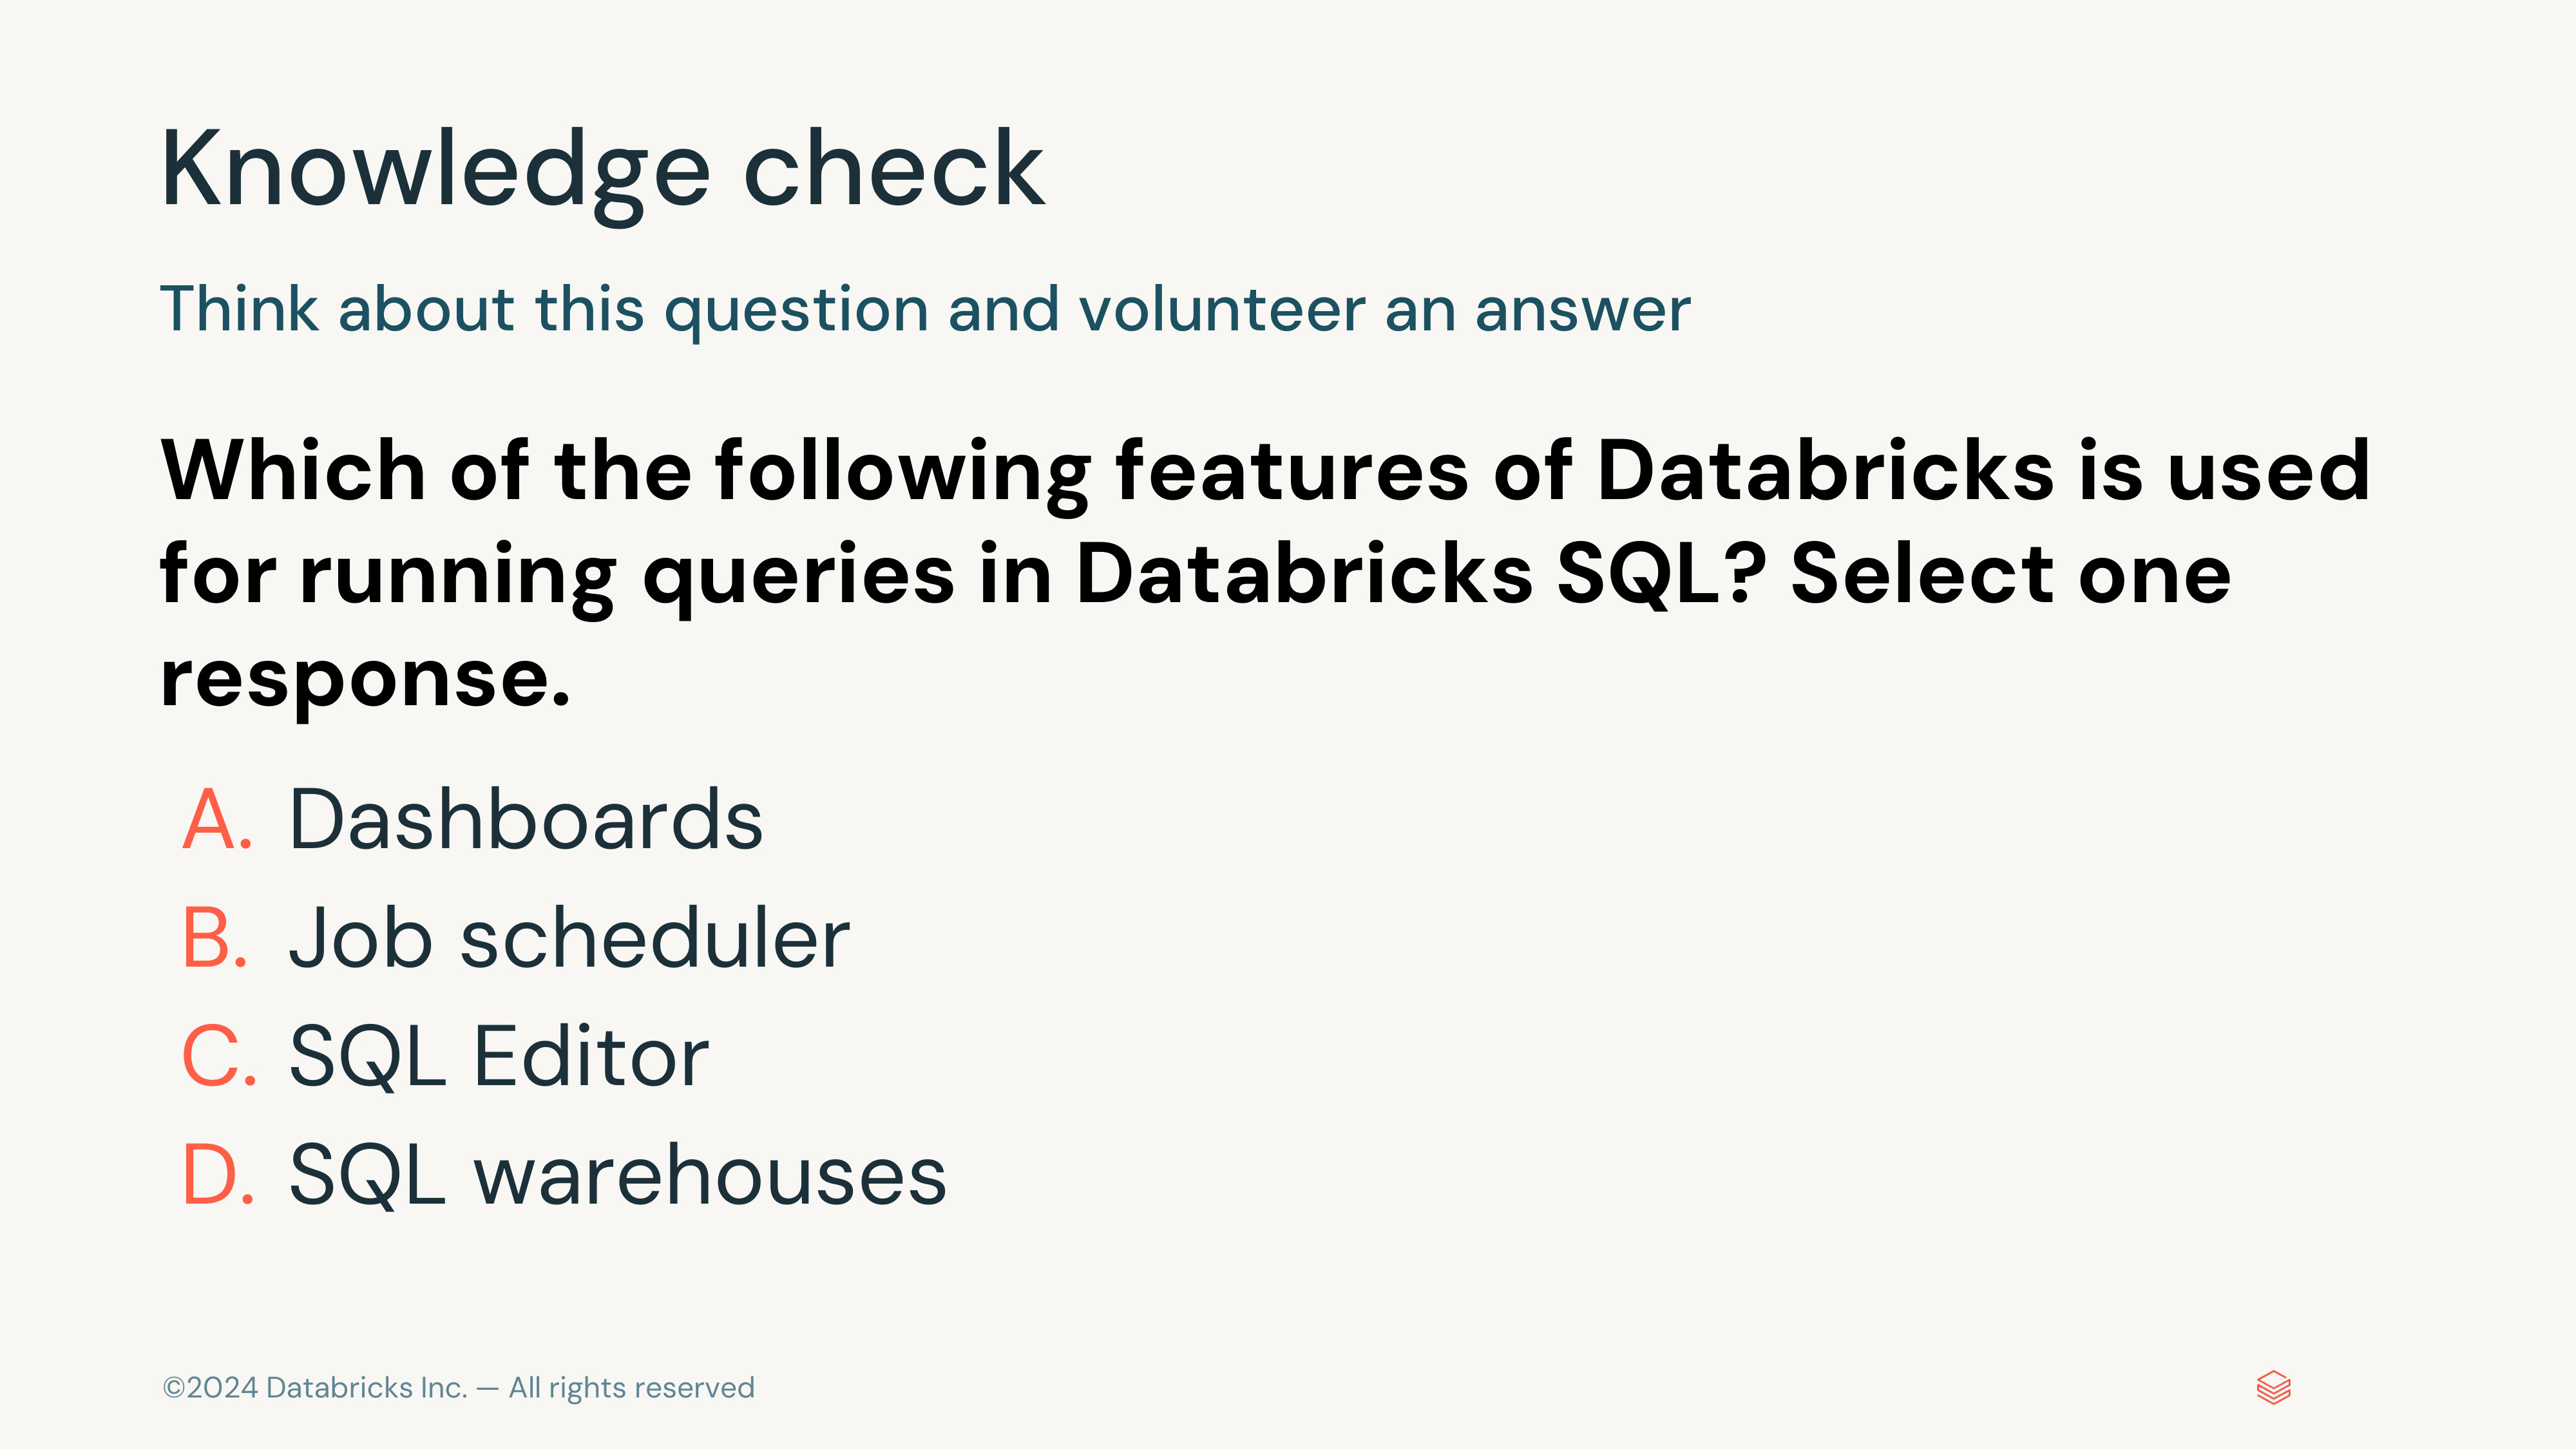 Knowledge check
Think about this question and volunteer an answer
Which of the following features of Databricks is used
for running queries in Databricks SQL? Select one
response.
A. Dashboards
B. Job scheduler
C. SQL Editor
D. SQL warehouses
©2024 Databricks Inc. — All rights reserved